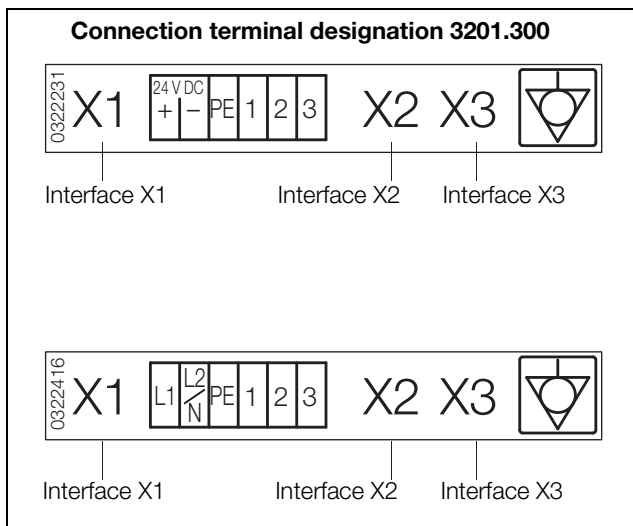 Connection terminal designation 3201.300
0322231 X1 24 V DC + - PE 1 2 3 X2 X3
Interface X1 Interface X2 Interface X3
0322416 X1 L1 L2/N PE 1 2 3 X2 X3
Interface X1 Interface X2 Interface X3